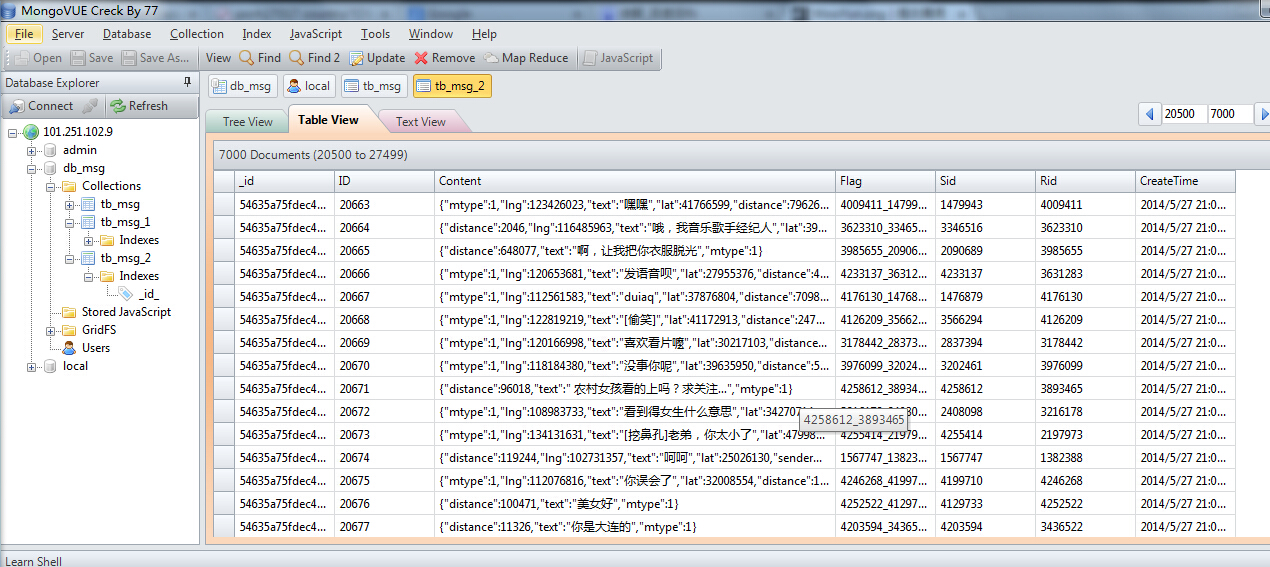 MongoVUE Creck By 77
File Server Database Collection Index JavaScript Tools Window Help
Open Save Save As... View Find Find 2 Update Remove Map Reduce JavaScript
Database Explorer
Connect Refresh
101.251.102.9
admin
db_msg
Collections
tb_msg
tb_msg_1
Indexes
tb_msg_2
Indexes
_id_
Stored JavaScript
GridFS
Users
local
db_msg local tb_msg tb_msg_2
Tree View Table View Text View
20500 7000
7000 Documents (20500 to 27499)
_id ID Content Flag Sid Rid CreateTime
54635a75fdec4... 20663 {"mtype":1,"lng":123426023,"text":"嘿嘿","lat":41766599,"distance":79626... 4009411_14799... 1479943 4009411 2014/5/27 21:0...
54635a75fdec4... 20664 {"distance":2046,"lng":116485963,"text":"哦，我音乐歌手经纪人","lat":39... 3623310_33465... 3346516 3623310 2014/5/27 21:0...
54635a75fdec4... 20665 {"distance":648077,"text":"啊，让我把你衣服脱光","mtype":1} 3985655_20906... 2090689 3985655 2014/5/27 21:0...
54635a75fdec4... 20666 {"mtype":1,"lng":120653681,"text":"发语音呗","lat":27955376,"distance":4... 4233137_36312... 4233137 3631283 2014/5/27 21:0...
54635a75fdec4... 20667 {"mtype":1,"lng":112561583,"text":"duiaq","lat":37876804,"distance":7098... 4176130_14768... 1476879 4176130 2014/5/27 21:0...
54635a75fdec4... 20668 {"mtype":1,"lng":122819219,"text":"[偷笑]","lat":41172913,"distance":247... 4126209_35662... 3566294 4126209 2014/5/27 21:0...
54635a75fdec4... 20669 {"mtype":1,"lng":120166998,"text":"喜欢看片嚒","lat":30217103,"distance... 3178442_28373... 2837394 3178442 2014/5/27 21:0...
54635a75fdec4... 20670 {"mtype":1,"lng":118184380,"text":"没事你呢","lat":39635950,"distance":5... 3976099_32024... 3202461 3976099 2014/5/27 21:0...
54635a75fdec4... 20671 {"distance":96018,"text":" 农村女孩看的上吗？求关注...","mtype":1} 4258612_38934... 4258612 3893465 2014/5/27 21:0...
54635a75fdec4... 20672 {"mtype":1,"lng":108983733,"text":"看到得女生什么意思","lat":342707 2408098 3216178 2014/5/27 21:0...
4258612_3893465
54635a75fdec4... 20673 {"mtype":1,"lng":134131631,"text":"[挖鼻孔]老弟，你太小了","lat":47998... 4255414_21979... 4255414 2197973 2014/5/27 21:0...
54635a75fdec4... 20674 {"distance":119244,"lng":102731357,"text":"呵呵","lat":25026130,"sender... 1567747_13823... 1567747 1382388 2014/5/27 21:0...
54635a75fdec4... 20675 {"mtype":1,"lng":112076816,"text":"你误会了","lat":32008554,"distance":1... 4246268_41997... 4199710 4246268 2014/5/27 21:0...
54635a75fdec4... 20676 {"distance":100471,"text":"美女好","mtype":1} 4252522_41297... 4129733 4252522 2014/5/27 21:0...
54635a75fdec4... 20677 {"distance":11326,"text":"你是大连的","mtype":1} 4203594_34365... 4203594 3436522 2014/5/27 21:0...
Learn Shell